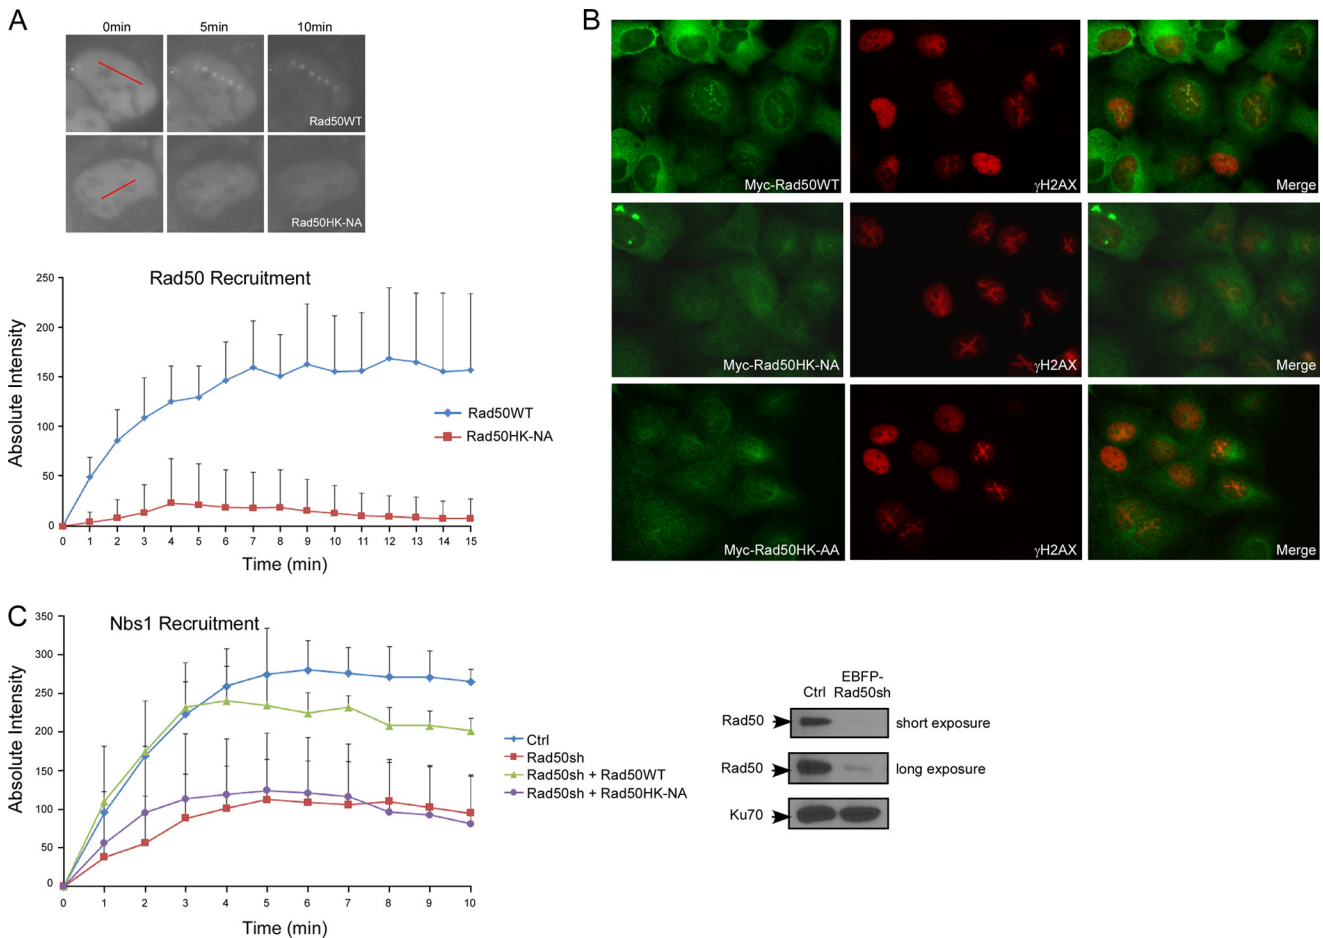 A
0min 5min 10min
Rad50WT
Rad50HK-NA
Rad50 Recruitment
Absolute Intensity
250
200
150
100
50
0
0 1 2 3 4 5 6 7 8 9 10 11 12 13 14 15
Time (min)
Rad50WT
Rad50HK-NA
B
Myc-Rad50WT γH2AX Merge
Myc-Rad50HK-NA γH2AX Merge
Myc-Rad50HK-AA γH2AX Merge
C
Nbs1 Recruitment
Absolute Intensity
350
300
250
200
150
100
50
0
0 1 2 3 4 5 6 7 8 9 10
Time (min)
Ctrl
Rad50sh
Rad50sh + Rad50WT
Rad50sh + Rad50HK-NA
EBFP-
Ctrl Rad50sh
Rad50 short exposure
Rad50 long exposure
Ku70